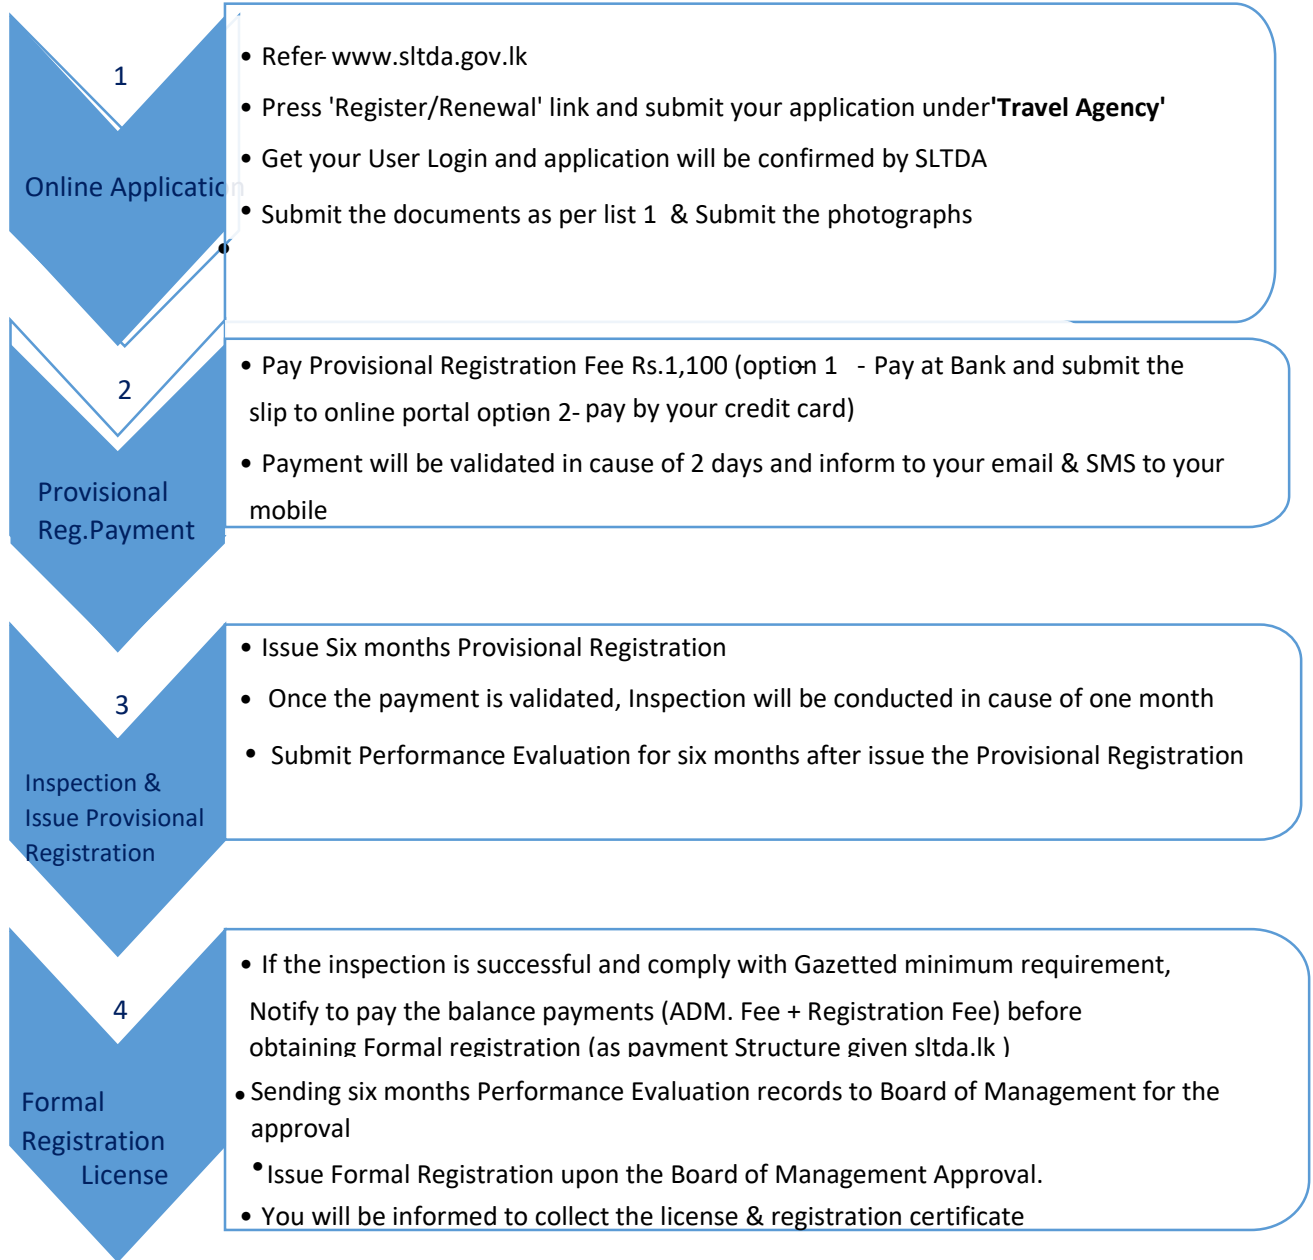 1
Online Application
• Refer- www.sltda.gov.lk
• Press 'Register/Renewal' link and submit your application under'Travel Agency'
• Get your User Login and application will be confirmed by SLTDA
• Submit the documents as per list 1 & Submit the photographs
•
2
Provisional
Reg.Payment
• Pay Provisional Registration Fee Rs.1,100 (option 1 - Pay at Bank and submit the
slip to online portal option 2- pay by your credit card)
• Payment will be validated in cause of 2 days and inform to your email & SMS to your
mobile
3
Inspection &
Issue Provisional
Registration
• Issue Six months Provisional Registration
• Once the payment is validated, Inspection will be conducted in cause of one month
• Submit Performance Evaluation for six months after issue the Provisional Registration
4
Formal
Registration
License
• If the inspection is successful and comply with Gazetted minimum requirement,
Notify to pay the balance payments (ADM. Fee + Registration Fee) before
obtaining Formal registration (as payment Structure given sltda.lk )
• Sending six months Performance Evaluation records to Board of Management for the
approval
• Issue Formal Registration upon the Board of Management Approval.
• You will be informed to collect the license & registration certificate